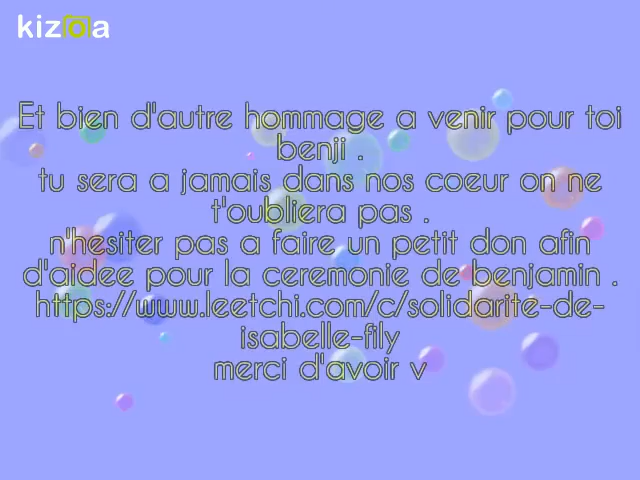 kizoa
Et bien d'autre hommage a venir pour toi
benji .
tu sera a jamais dans nos coeur on ne
t'oubliera pas .
n'hesiter pas a faire un petit don afin
d'aidee pour la ceremonie de benjamin .
https://www.leetchi.com/c/solidarite-de-
isabelle-fily
merci d'avoir v